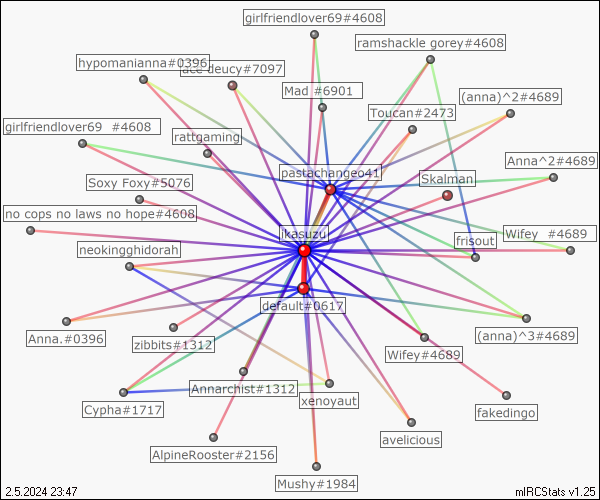 girlfriendlover69#4608
ramshackle gorey#4608
hypomanianna#0396
ace deucy#7097
Mad #6901
(anna)^2#4689
Toucan#2473
girlfriendlover69 #4608
rattgaming
Anna^2#4689
pastachangeo41
Skalman
Soxy Foxy#5076
no cops no laws no hope#4608
jkasuzu
Wifey #4689
frisout
neokingghidorah
default#0617
Anna.#0396
zibbits#1312
(anna)^3#4689
Wifey#4689
Annarchist#1312
xenoyaut
Cypha#1717
fakedingo
avelicious
AlpineRooster#2156
Mushy#1984
2.5.2024 23:47
mIRCStats v1.25